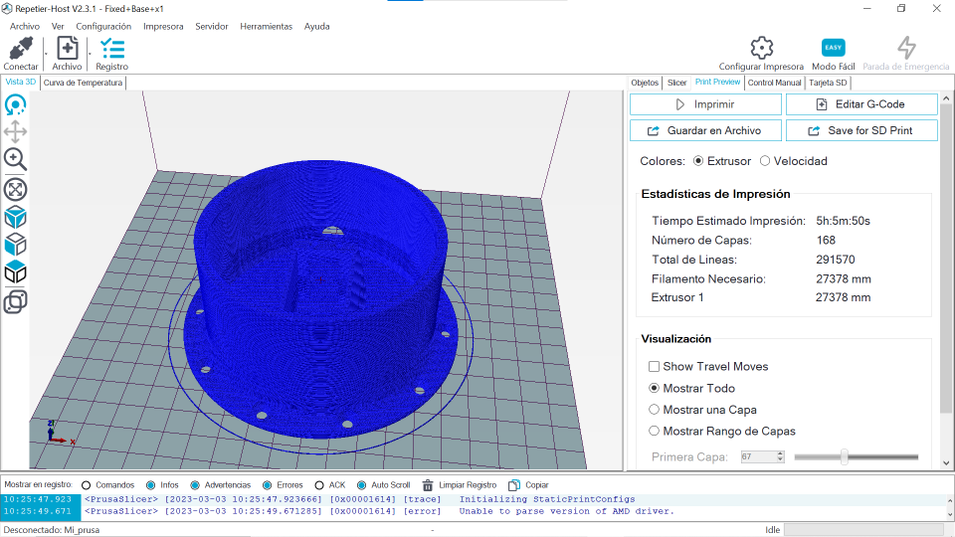 Repetier-Host V2.3.1 - Fixed+Base+x1
Archivo Ver Configuración Impresora Servidor Herramientas Ayuda
Conectar Archivo Registro Configurar Impresora EASY Modo Fácil Parada de Emergencia
Vista 3D Curva de Temperatura Objetos Slicer Print Preview Control Manual Tarjeta SD
Imprimir Editar G-Code
Guardar en Archivo Save for SD Print
Colores: Extrusor Velocidad
Estadísticas de Impresión
Tiempo Estimado Impresión: 5h:5m:50s
Número de Capas: 168
Total de Lineas: 291570
Filamento Necesario: 27378 mm
Extrusor 1 27378 mm
Visualización
Show Travel Moves
Mostrar Todo
Mostrar una Capa
Mostrar Rango de Capas
Primera Capa: 67
Z
X
Mostrar en registro: Comandos Infos Advertencias Errores ACK Auto Scroll Limpiar Registro Copiar
10:25:47.923 <PrusaSlicer> [2023-03-03 10:25:47.923666] [0x00001614] [trace] Initializing StaticPrintConfigs
10:25:49.671 <PrusaSlicer> [2023-03-03 10:25:49.671285] [0x00001614] [error] Unable to parse version of AMD driver.
Desconectado: Mi_prusa - Idle